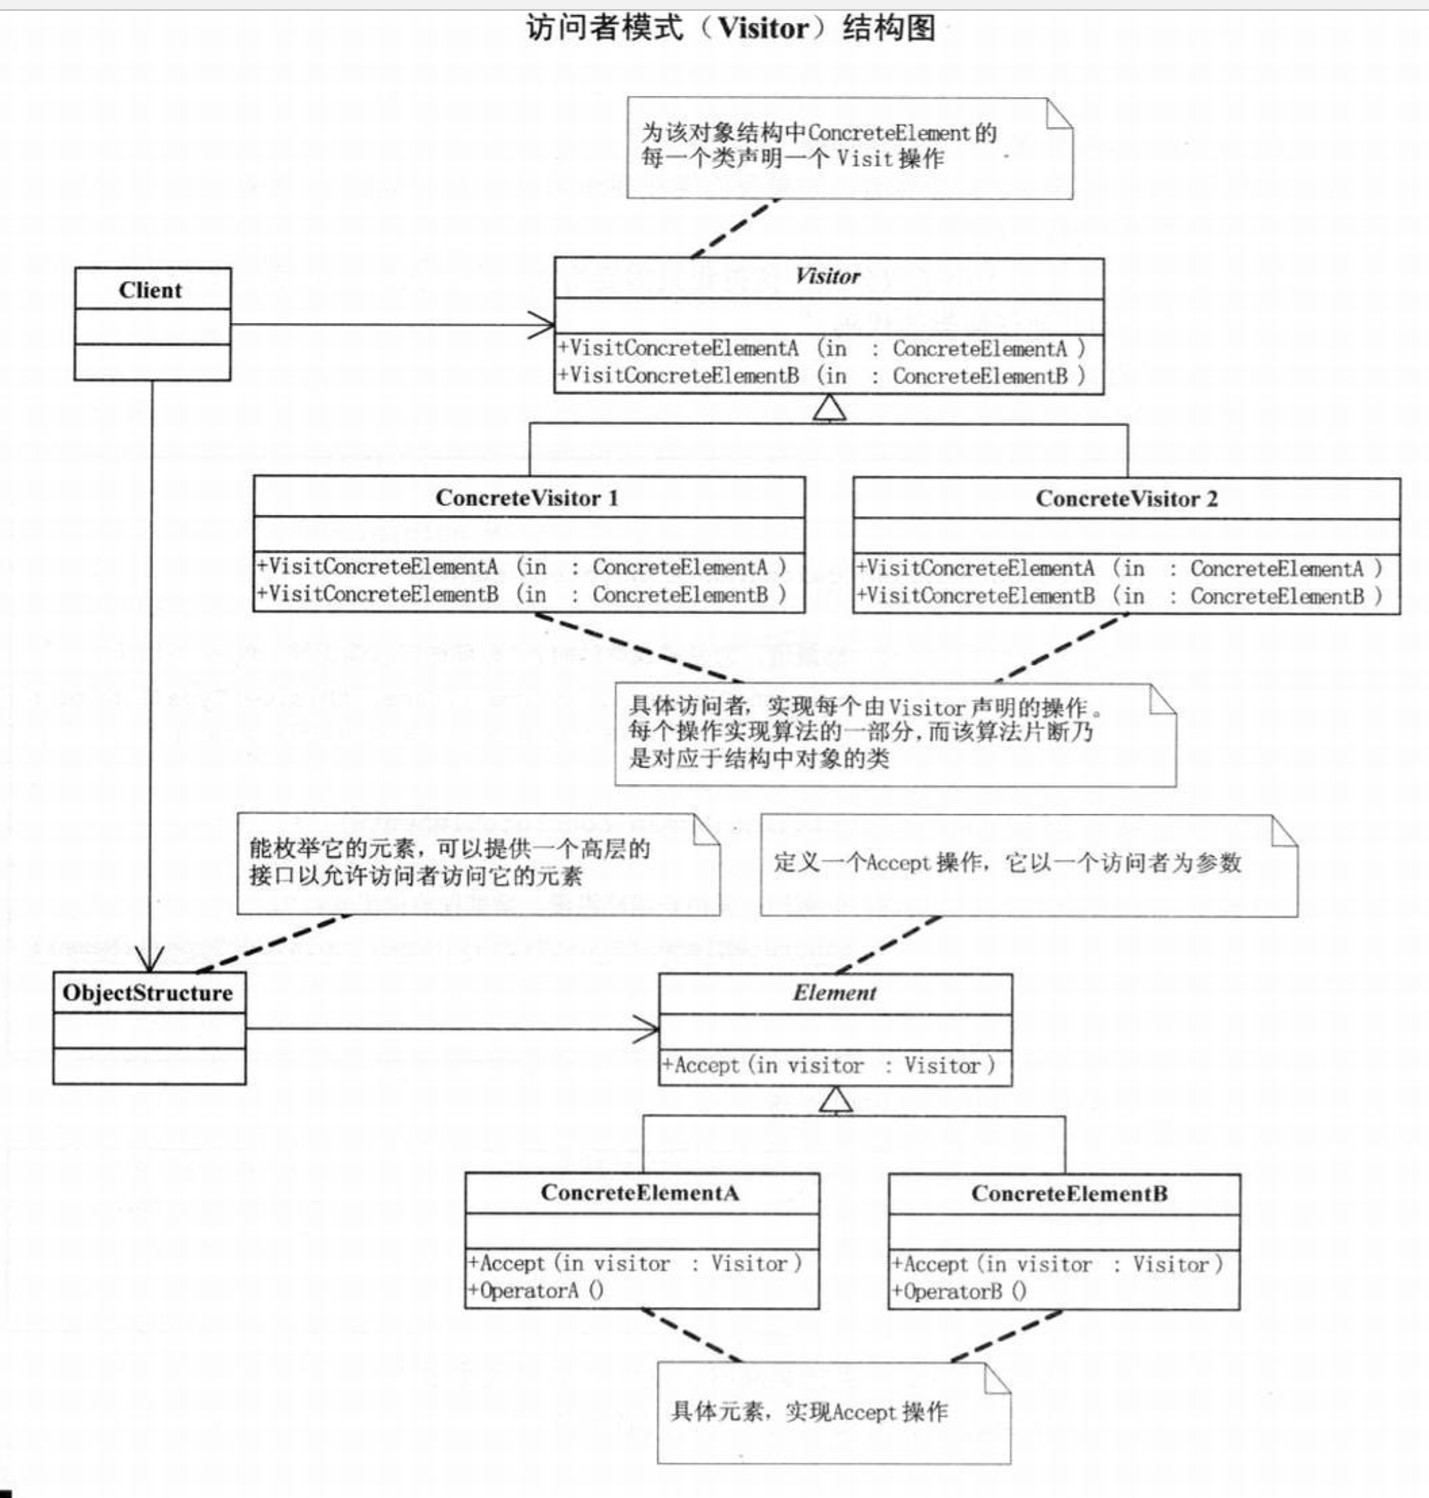 访问者模式（Visitor）结构图
为该对象结构中ConcreteElement的
每一个类声明一个 Visit操作
Client
Visitor
+VisitConcreteElementA (in : ConcreteElementA )
+VisitConcreteElementB (in : ConcreteElementB )
ConcreteVisitor 1
+VisitConcreteElementA (in : ConcreteElementA )
+VisitConcreteElementB (in : ConcreteElementB )
ConcreteVisitor 2
+VisitConcreteElementA (in : ConcreteElementA )
+VisitConcreteElementB (in : ConcreteElementB )
具体访问者，实现每个由Visitor声明的操作。
每个操作实现算法的一部分，而该算法片断乃
是对应于结构中对象的类
能枚举它的元素，可以提供一个高层的
接口以允许访问者访问它的元素
定义一个Accept操作，它以一个访问者为参数
ObjectStructure
Element
+Accept(in visitor : Visitor)
ConcreteElementA
+Accept(in visitor : Visitor)
+OperatorA()
ConcreteElementB
+Accept(in visitor : Visitor)
+OperatorB()
具体元素，实现Accept操作